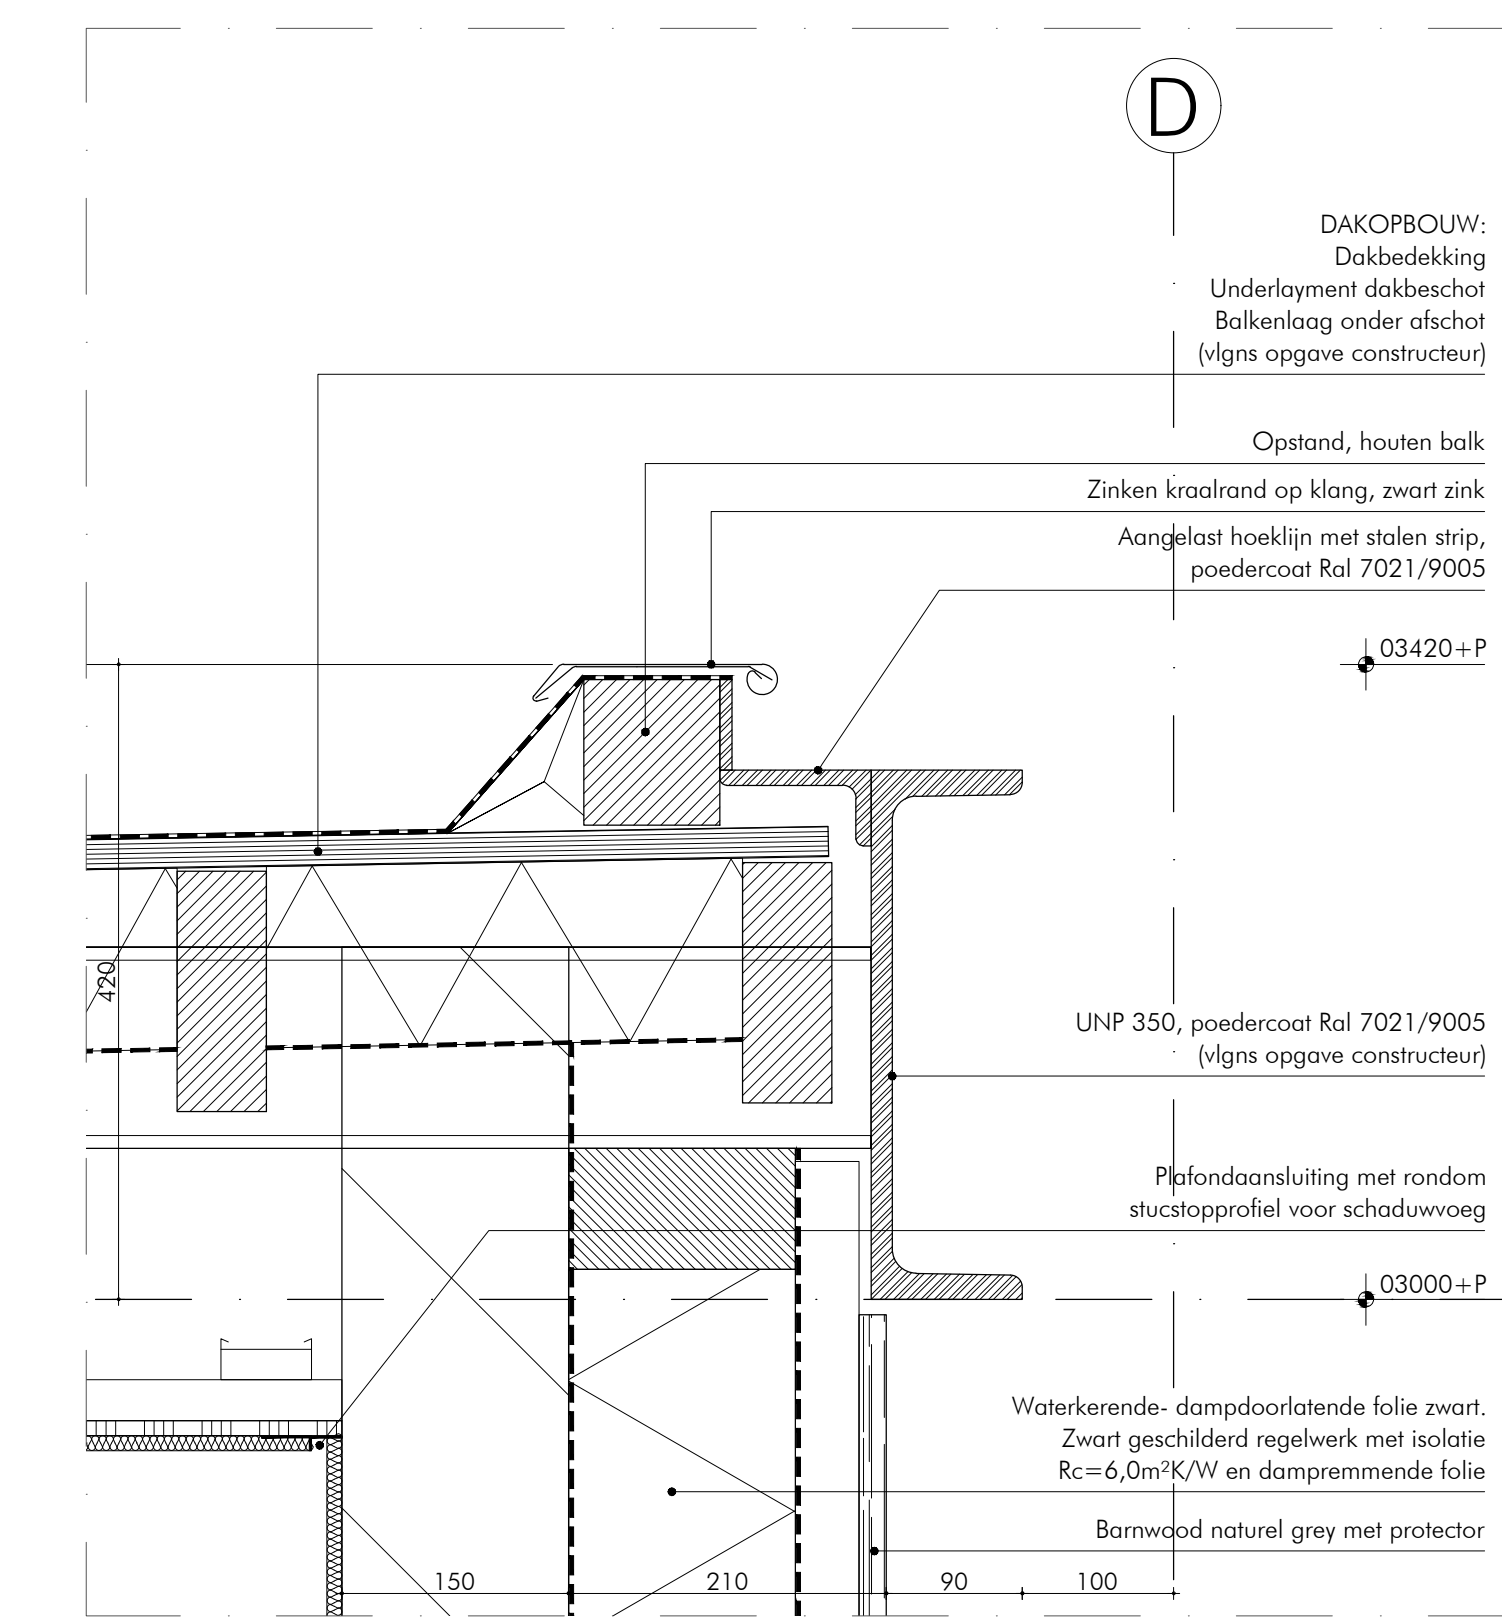 D
DAKOPBOUW:
Dakbedekking
Underlayment dakbeschot
Balkenlaag onder afschot
(vlgns opgave constructeur)
Opstand, houten balk
Zinken kraalrand op klang, zwart zink
Aangelast hoeklijn met stalen strip,
poedercoat Ral 7021/9005
03420+P
420
UNP 350, poedercoat Ral 7021/9005
(vlgns opgave constructeur)
Plafondaansluiting met rondom
stucstopprofiel voor schaduwvoeg
03000+P
Waterkerende- dampdoorlatende folie zwart.
Zwart geschilderd regelwerk met isolatie
Rc=6,0m²K/W en dampremmende folie
Barnwood naturel grey met protector
150 210 90 100